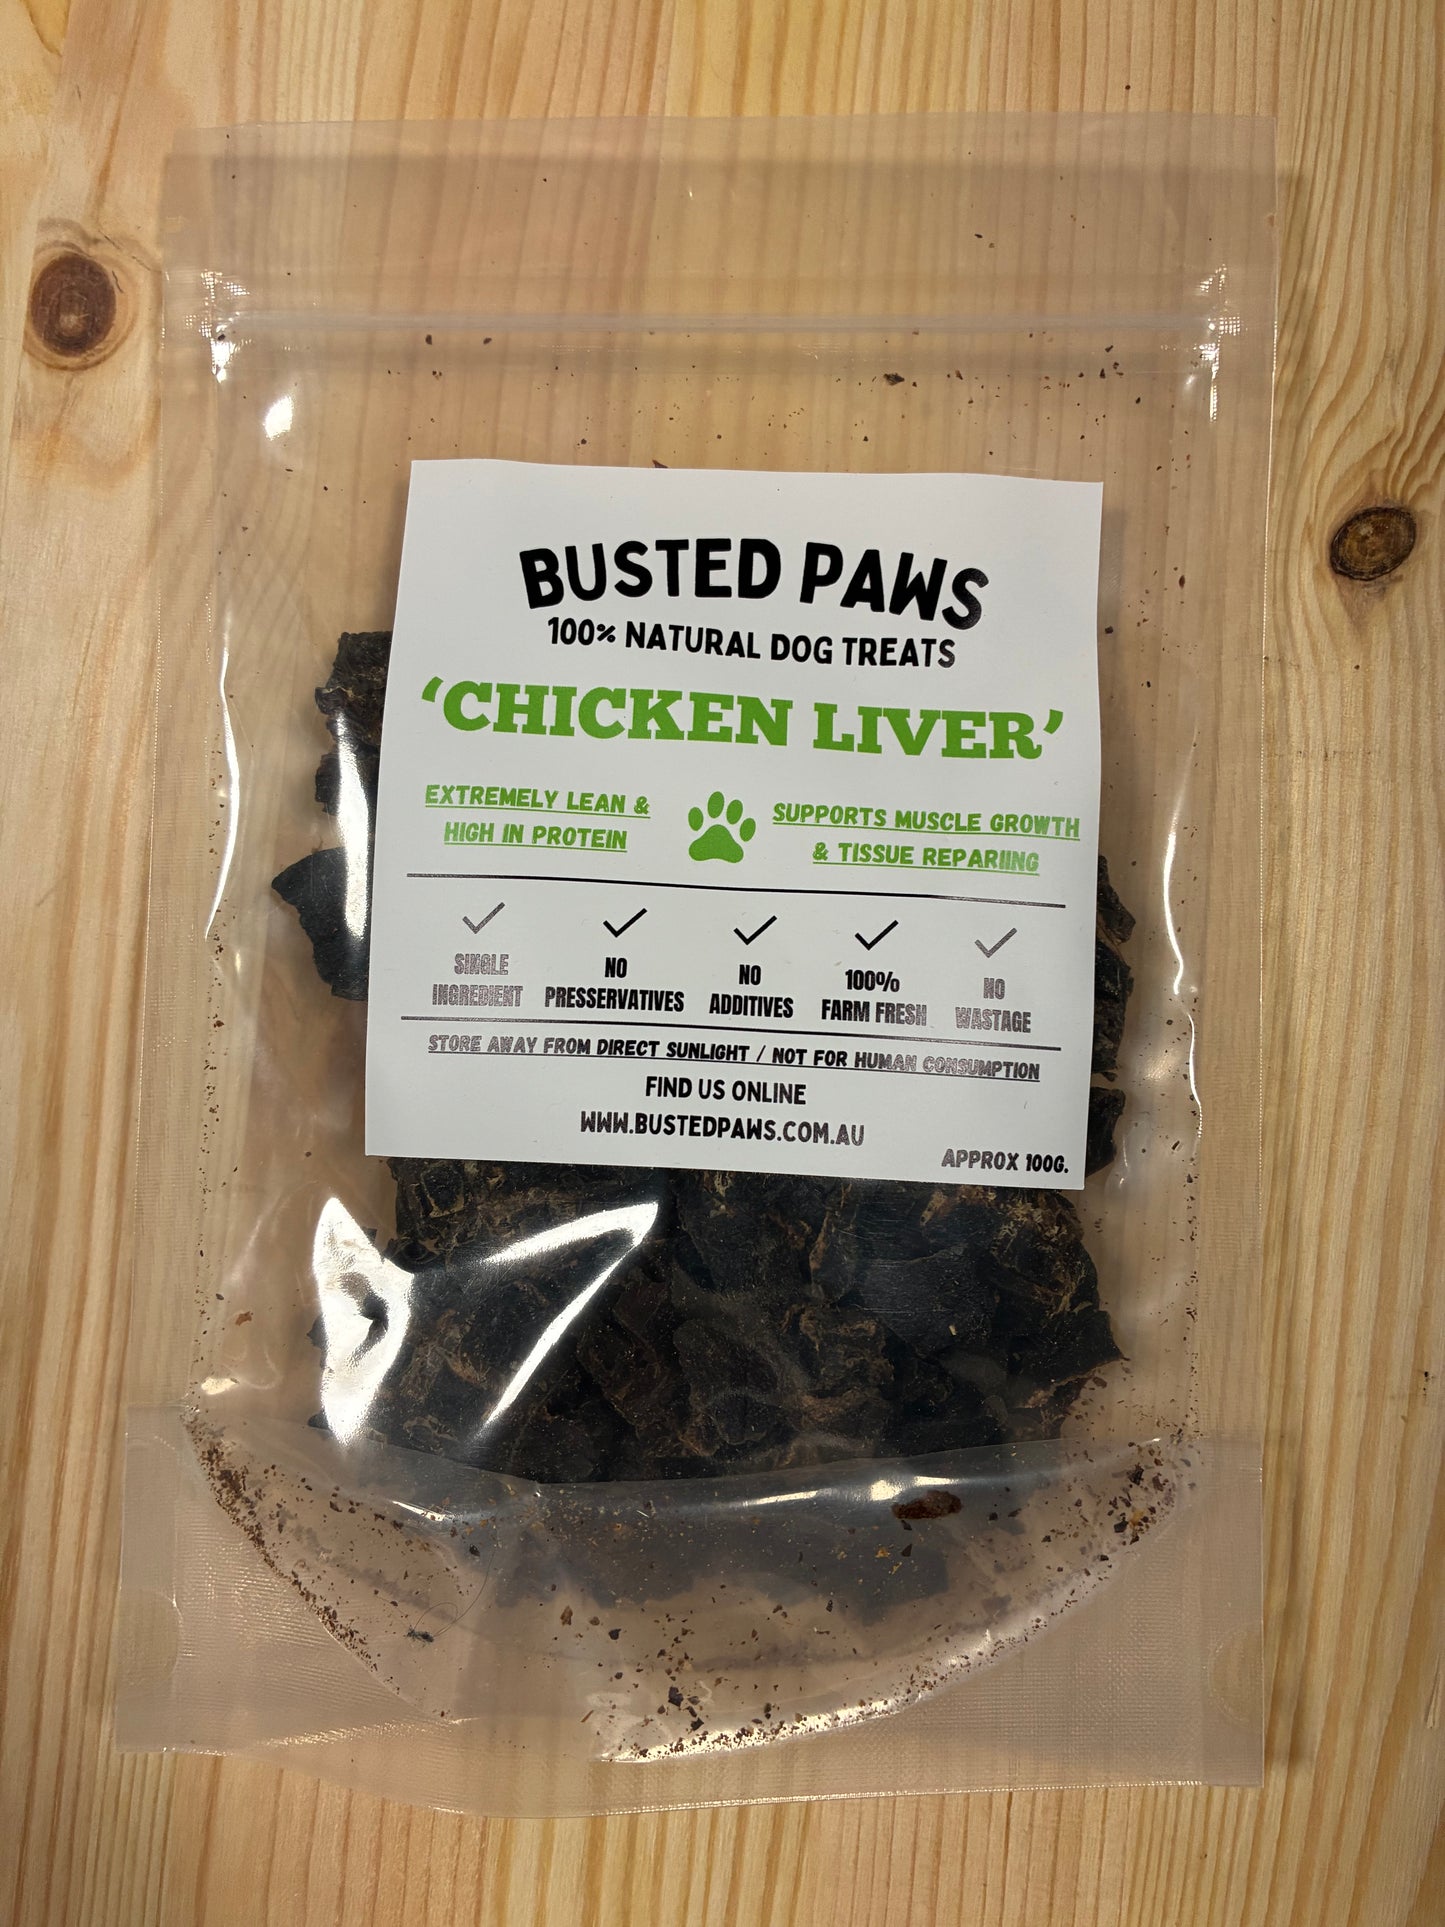 BUSTED PAWS
100% NATURAL DOG TREATS
'CHICKEN LIVER'
EXTREMELY LEAN &
HIGH IN PROTEIN
SUPPORTS MUSCLE GROWTH
& TISSUE REPARIING
SINGLE
INGREDIENT
NO
PRESSERVATIVES
NO
ADDITIVES
100%
FARM FRESH
NO
WASTAGE
STORE AWAY FROM DIRECT SUNLIGHT / NOT FOR HUMAN CONSUMPTION
FIND US ONLINE
WWW.BUSTEDPAWS.COM.AU
APPROX 100G.